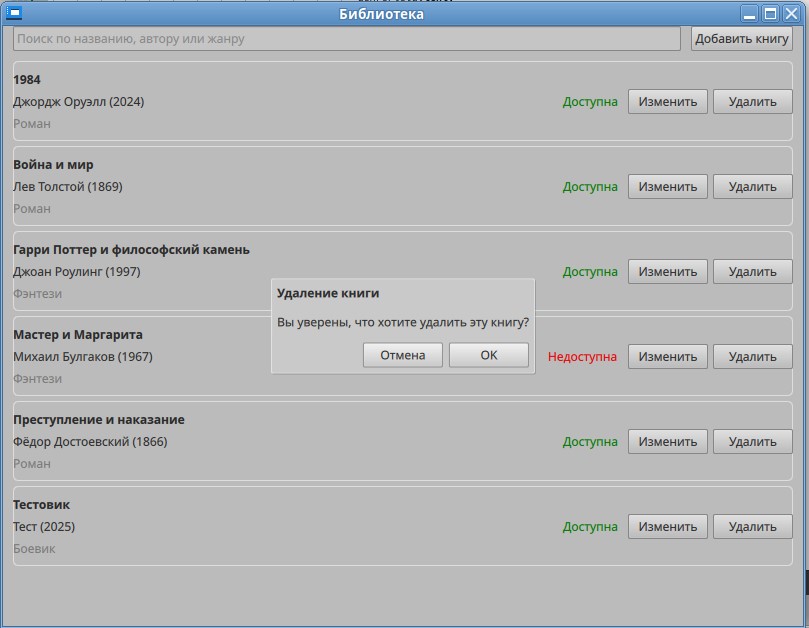 Библиотека
Поиск по названию, автору или жанру
Добавить книгу
1984
Джордж Оруэлл (2024)
Доступна
Изменить
Удалить
Роман
Война и мир
Лев Толстой (1869)
Доступна
Изменить
Удалить
Роман
Гарри Поттер и философский камень
Джоан Роулинг (1997)
Доступна
Изменить
Удалить
Фэнтези
Удаление книги
Вы уверены, что хотите удалить эту книгу?
Отмена
OK
Мастер и Маргарита
Михаил Булгаков (1967)
Недоступна
Изменить
Удалить
Фэнтези
Преступление и наказание
Фёдор Достоевский (1866)
Доступна
Изменить
Удалить
Роман
Тестовик
Тест (2025)
Доступна
Изменить
Удалить
Боевик